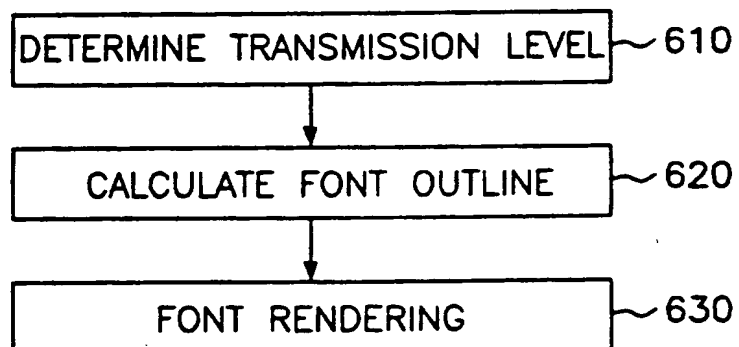 DETERMINE TRANSMISSION LEVEL 610
CALCULATE FONT OUTLINE 620
FONT RENDERING 630